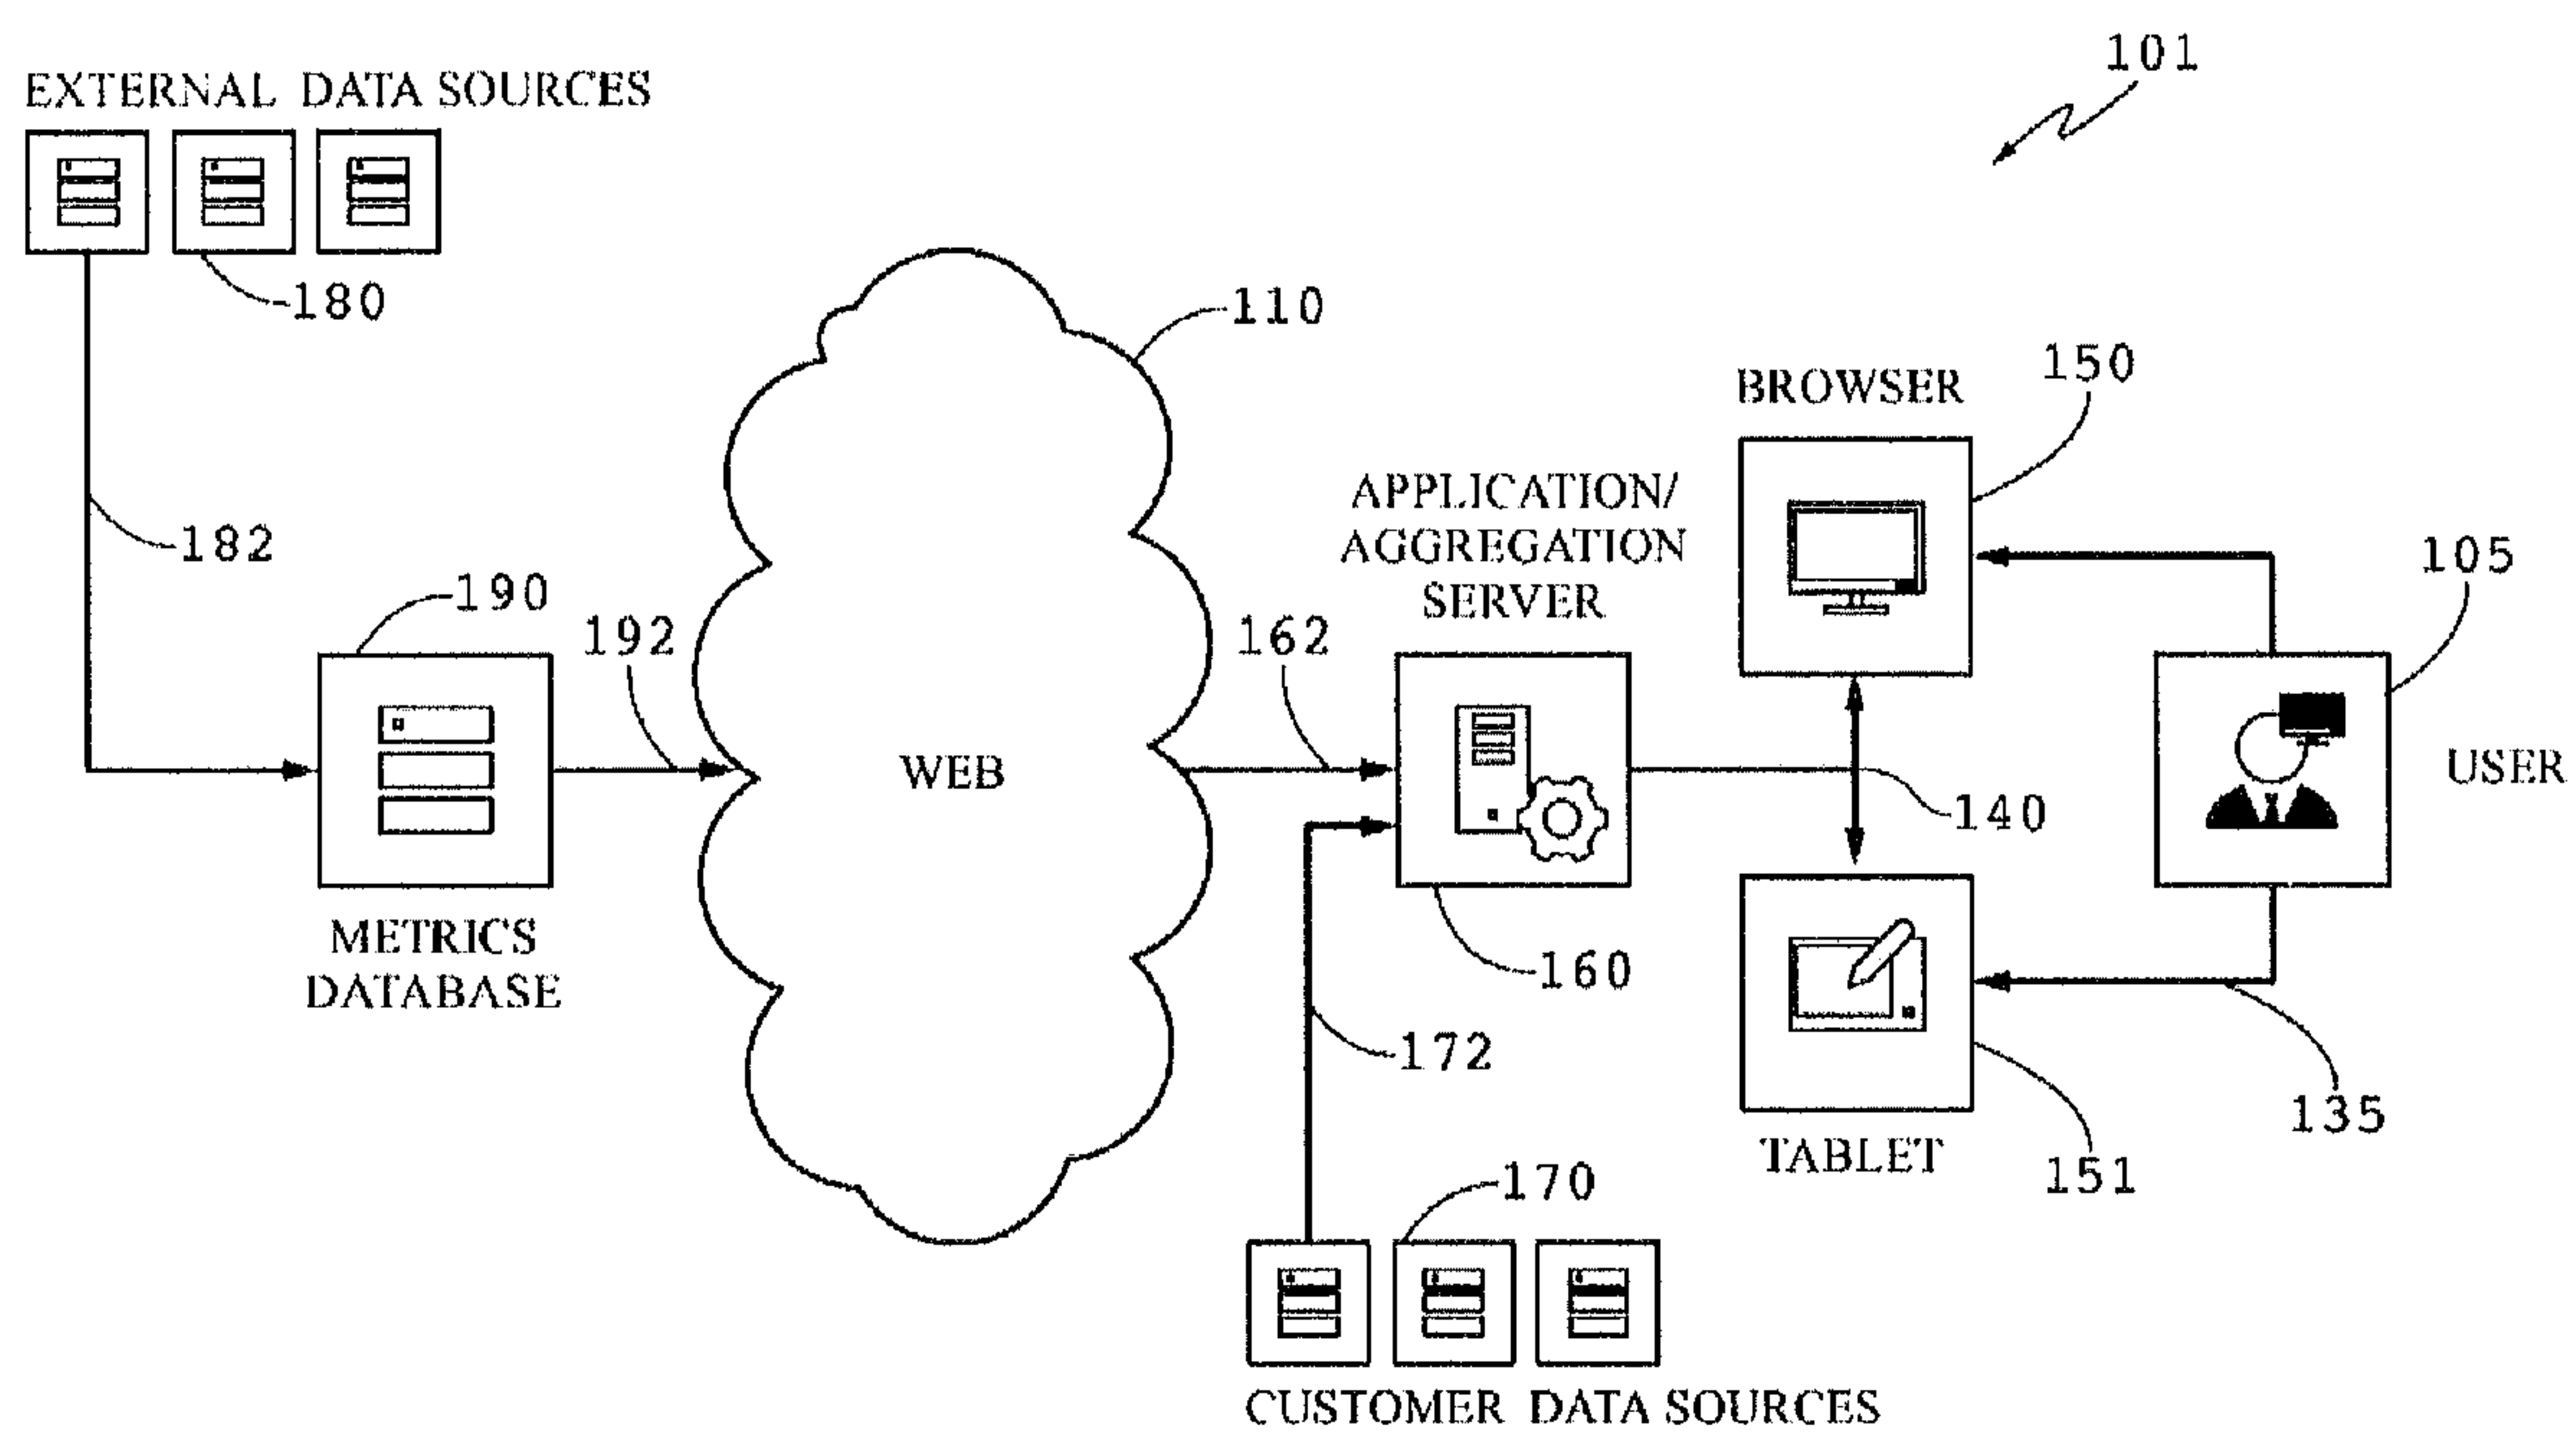 101
EXTERNAL DATA SOURCES
180
110
150
BROWSER
APPLICATION/
AGGREGATION
SERVER
182
105
190
192
162
WEB
USER
140
METRICS
DATABASE
160
172
135
TABLET
151
170
CUSTOMER DATA SOURCES